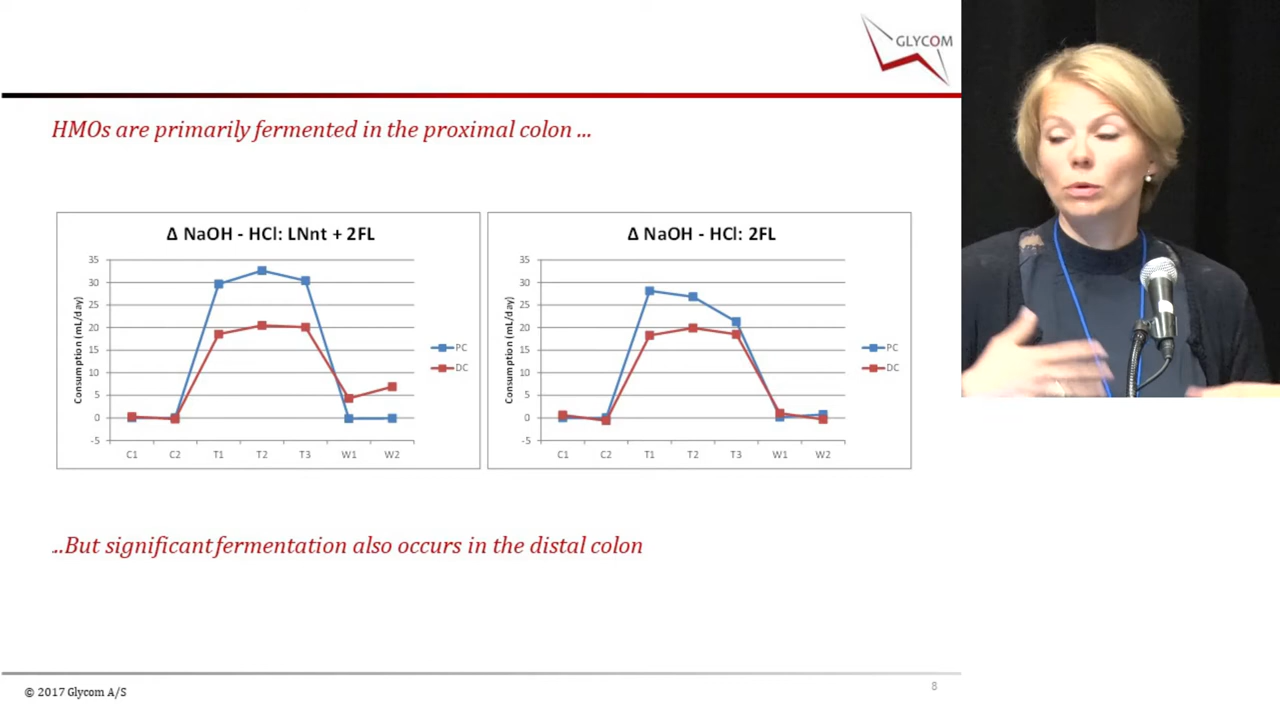 GLYCOM
HMOs are primarily fermented in the proximal colon ...
Δ NaOH - HCl: LNnt + 2FL
Consumption (mL/day)
35
30
25
20
15
10
5
0
-5
C1 C2 T1 T2 T3 W1 W2
PC
DC
Δ NaOH - HCl: 2FL
Consumption (mL/day)
35
30
25
20
15
10
5
0
-5
C1 C2 T1 T2 T3 W1 W2
PC
DC
...But significant fermentation also occurs in the distal colon
© 2017 Glycom A/S
8